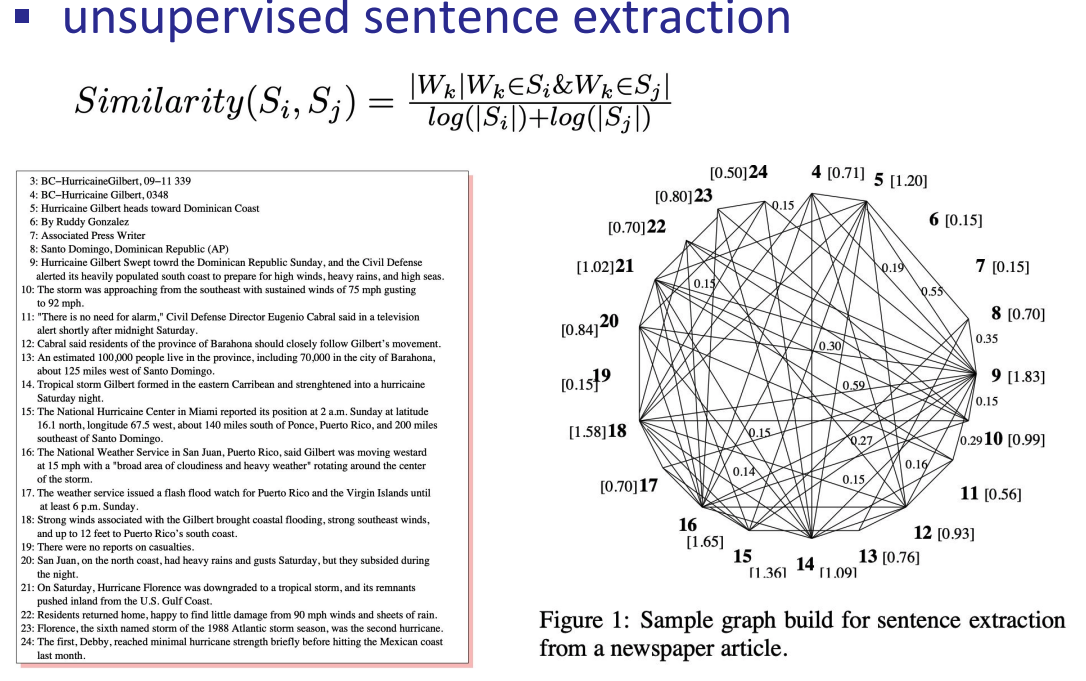 ▪ unsupervised sentence extraction
Similarity(S_i, S_j) = |W_k|W_k∈S_i&W_k∈S_j| / log(|S_i|)+log(|S_j|)
3: BC–HurricaneGilbert, 09–11 339
4: BC–Hurricane Gilbert, 0348
5: Hurricane Gilbert heads toward Dominican Coast
6: By Ruddy Gonzalez
7: Associated Press Writer
8: Santo Domingo, Dominican Republic (AP)
9: Hurricane Gilbert Swept towrd the Dominican Republic Sunday, and the Civil Defense
alerted its heavily populated south coast to prepare for high winds, heavy rains, and high seas.
10: The storm was approaching from the southeast with sustained winds of 75 mph gusting
to 92 mph.
11: "There is no need for alarm," Civil Defense Director Eugenio Cabral said in a television
alert shortly after midnight Saturday.
12: Cabral said residents of the province of Barahona should closely follow Gilbert's movement.
13: An estimated 100,000 people live in the province, including 70,000 in the city of Barahona,
about 125 miles west of Santo Domingo.
14. Tropical storm Gilbert formed in the eastern Carribean and strenghtened into a hurricane
Saturday night.
15: The National Hurricane Center in Miami reported its position at 2 a.m. Sunday at latitude
16.1 north, longitude 67.5 west, about 140 miles south of Ponce, Puerto Rico, and 200 miles
southeast of Santo Domingo.
16: The National Weather Service in San Juan, Puerto Rico, said Gilbert was moving westard
at 15 mph with a "broad area of cloudiness and heavy weather" rotating around the center
of the storm.
17. The weather service issued a flash flood watch for Puerto Rico and the Virgin Islands until
at least 6 p.m. Sunday.
18: Strong winds associated with the Gilbert brought coastal flooding, strong southeast winds,
and up to 12 feet to Puerto Rico's south coast.
19: There were no reports on casualties.
20: San Juan, on the north coast, had heavy rains and gusts Saturday, but they subsided during
the night.
21: On Saturday, Hurricane Florence was downgraded to a tropical storm, and its remnants
pushed inland from the U.S. Gulf Coast.
22: Residents returned home, happy to find little damage from 90 mph winds and sheets of rain.
23: Florence, the sixth named storm of the 1988 Atlantic storm season, was the second hurricane.
24: The first, Debby, reached minimal hurricane strength briefly before hitting the Mexican coast
last month.
[0.50]24
4 [0.71]
5 [1.20]
[0.80]23
0.15
6 [0.15]
[0.70]22
[1.02]21
0.19
7 [0.15]
0.15
0.55
8 [0.70]
[0.84]20
0.35
0.30
[0.15]19
0.59
9 [1.83]
0.15
[1.58]18
0.15
0.27
0.29
10 [0.99]
0.14
0.16
0.15
[0.70]17
11 [0.56]
16
[1.65]
12 [0.93]
15
[1.36]
14
[1.09]
13 [0.76]
Figure 1: Sample graph build for sentence extraction
from a newspaper article.